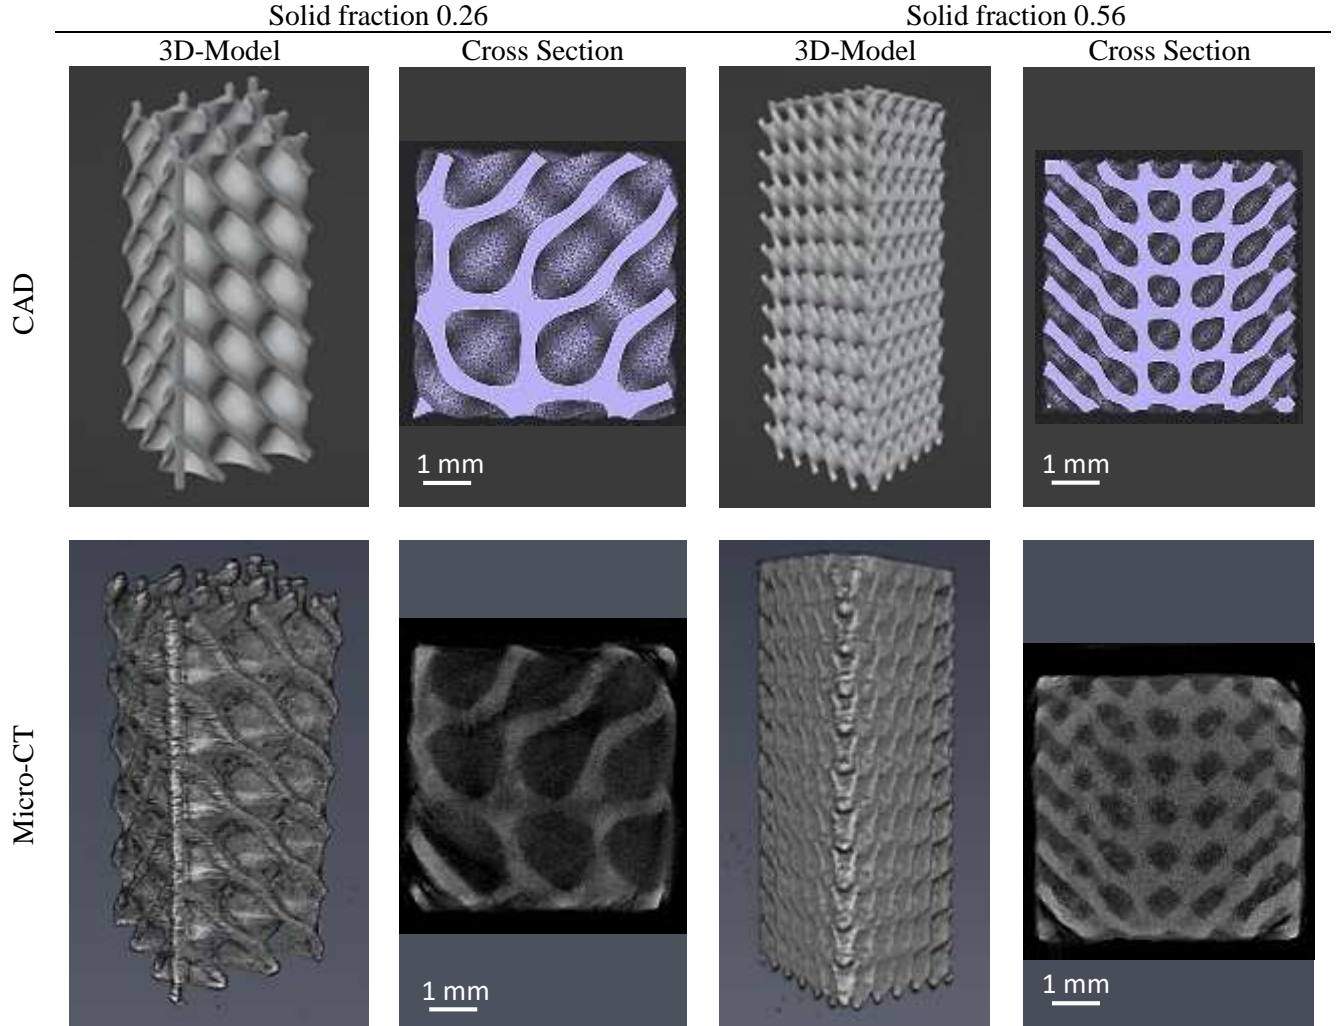 Solid fraction 0.26 Solid fraction 0.56
3D-Model Cross Section 3D-Model Cross Section
CAD
1 mm 1 mm
Micro-CT
1 mm 1 mm